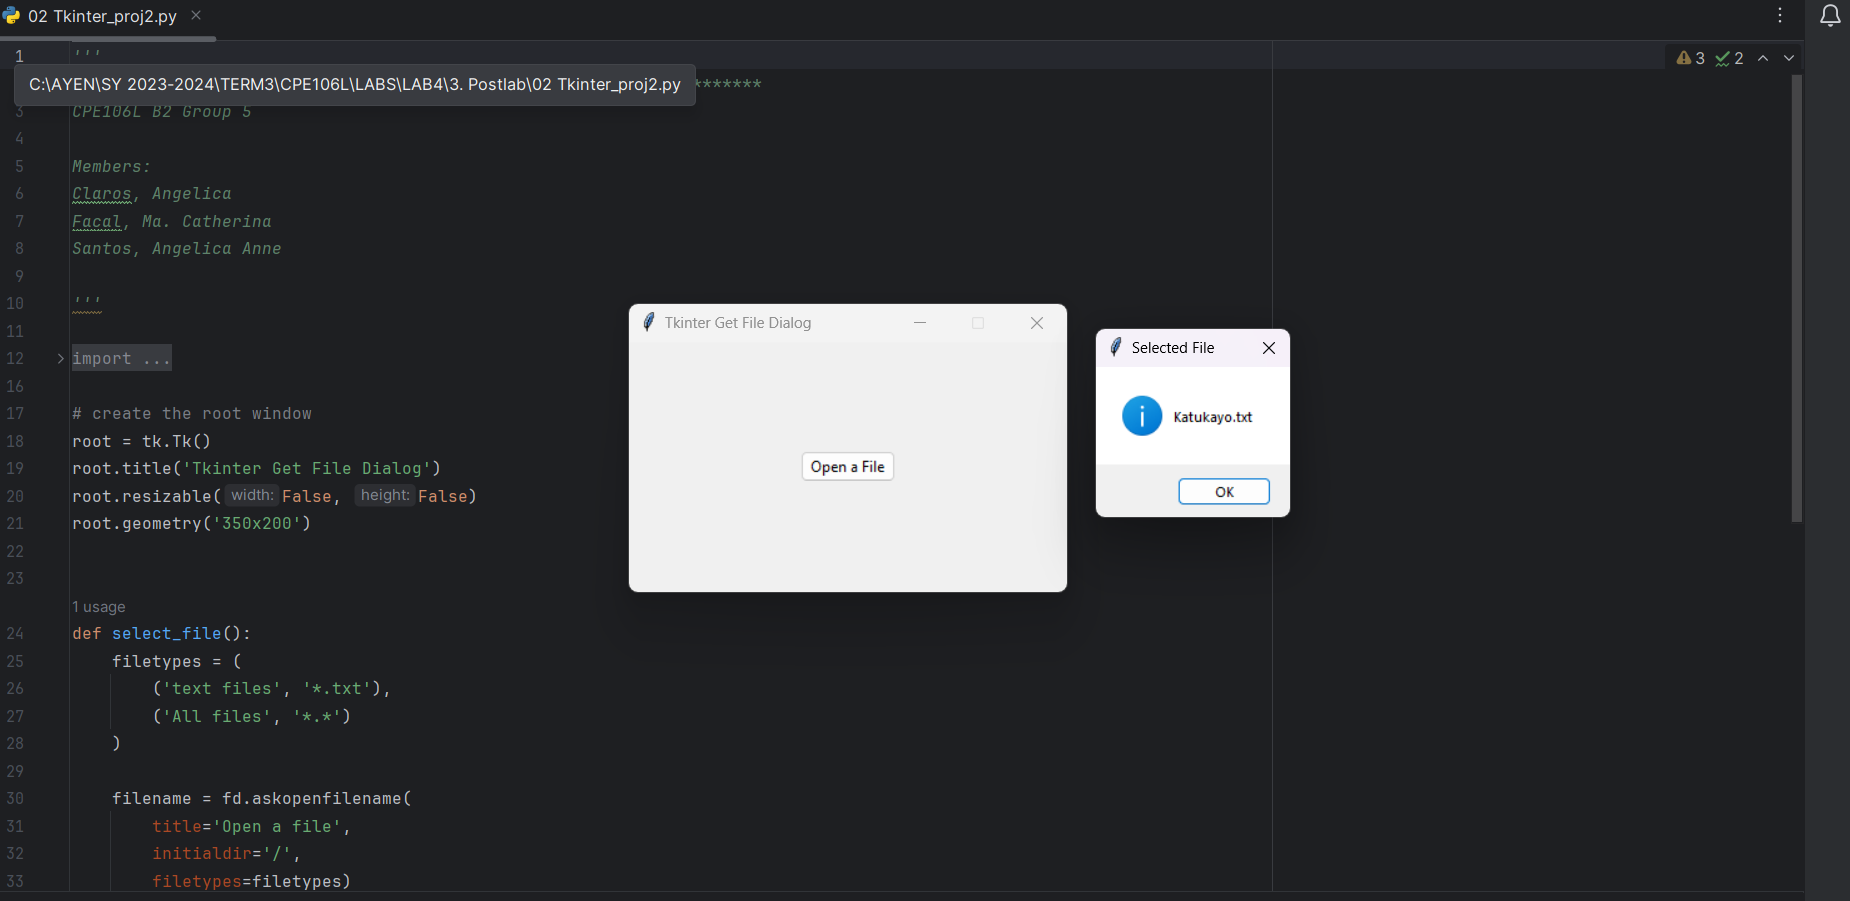 02 Tkinter_proj2.py
3 2
1 '''
C:\AYEN\SY 2023-2024\TERM3\CPE106L\LABS\LAB4\3. Postlab\02 Tkinter_proj2.py *******
3 CPE106L B2 Group 5
4
5 Members:
6 Claros, Angelica
7 Facal, Ma. Catherina
8 Santos, Angelica Anne
9
10 '''
11
12 import ...
16
17 # create the root window
18 root = tk.Tk()
19 root.title('Tkinter Get File Dialog')
20 root.resizable( width: False, height: False)
21 root.geometry('350x200')
22
23
1 usage
24 def select_file():
25 filetypes = (
26 ('text files', '*.txt'),
27 ('All files', '*.*')
28 )
29
30 filename = fd.askopenfilename(
31 title='Open a file',
32 initialdir='/',
33 filetypes=filetypes)
Tkinter Get File Dialog
Open a File
Selected File
Katukayo.txt
OK